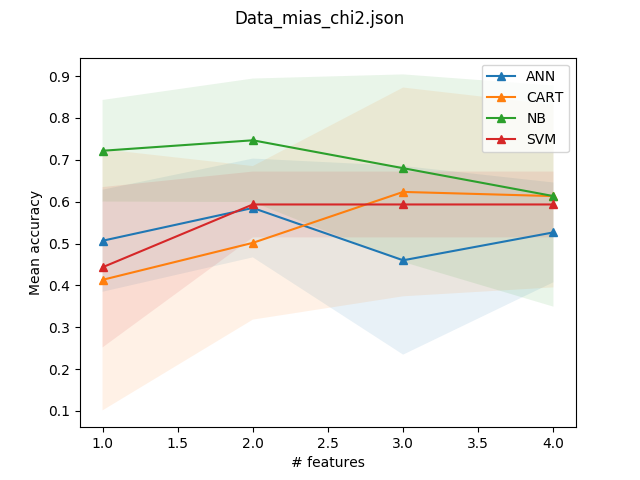 Data_mias_chi2.json
ANN
CART
NB
SVM
Mean accuracy
0.9
0.8
0.7
0.6
0.5
0.4
0.3
0.2
0.1
1.0 1.5 2.0 2.5 3.0 3.5 4.0
# features